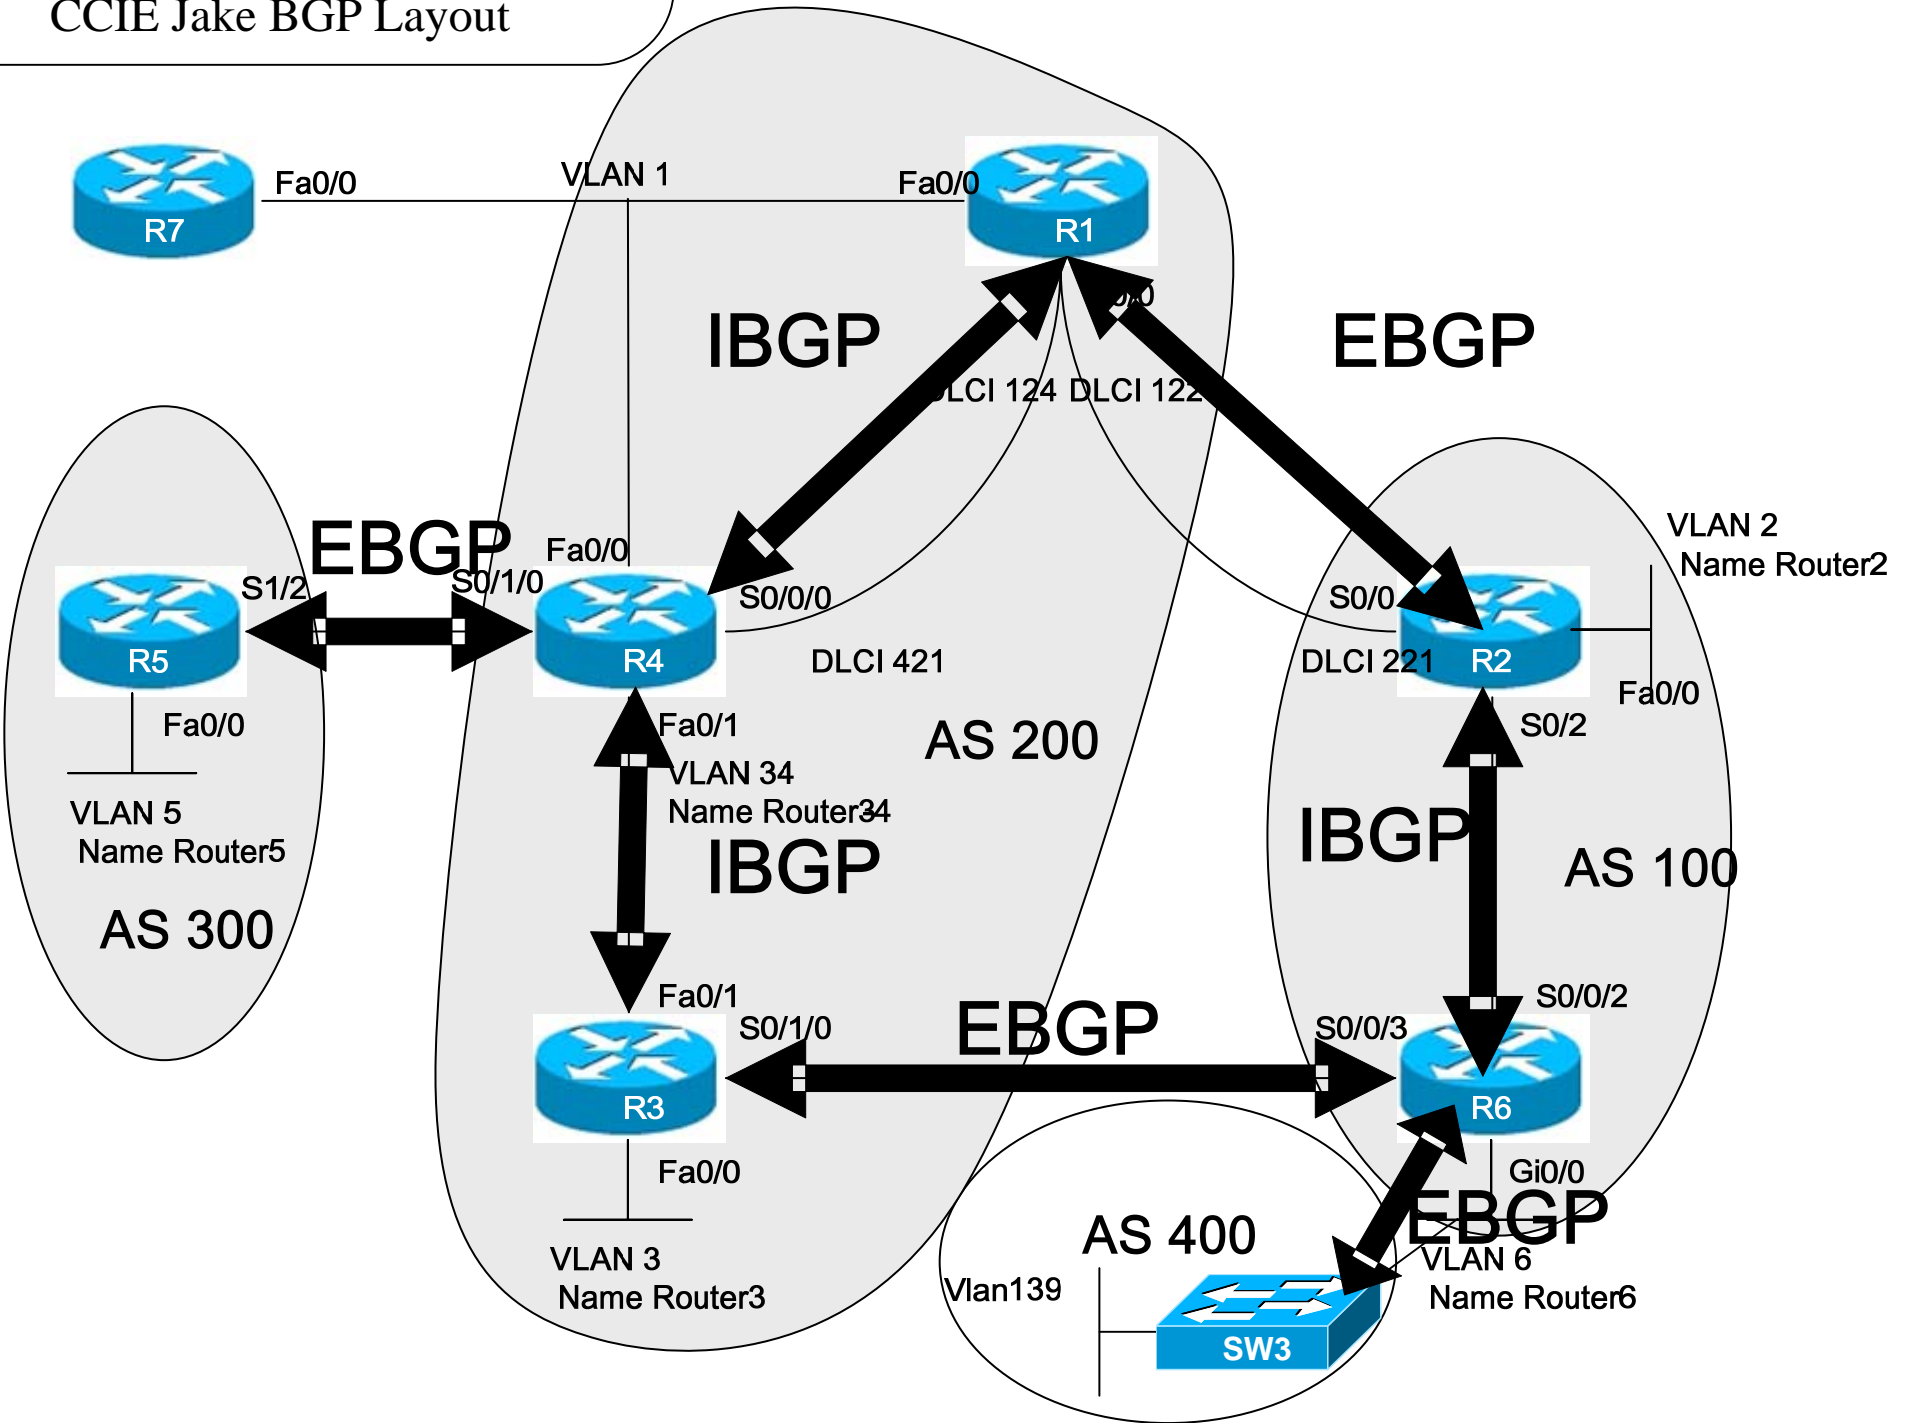 CCIE Jake BGP Layout
Fa0/0
VLAN 1
Fa0/0
R7
R1
IBGP
EBGP
DLCI 124
DLCI 122
VLAN 2
Name Router2
EBGP
Fa0/0
S1/2
S0/1/0
S0/0/0
S0/0
R5
R4
DLCI 421
DLCI 221
R2
Fa0/0
Fa0/0
Fa0/1
S0/2
AS 200
VLAN 34
Name Router34
VLAN 5
Name Router5
IBGP
IBGP
AS 100
AS 300
Fa0/1
S0/0/2
S0/1/0
EBGP
S0/0/3
R3
R6
Fa0/0
Gi0/0
EBGP
AS 400
VLAN 3
Name Router3
VLAN 6
Name Router6
Vlan139
SW3